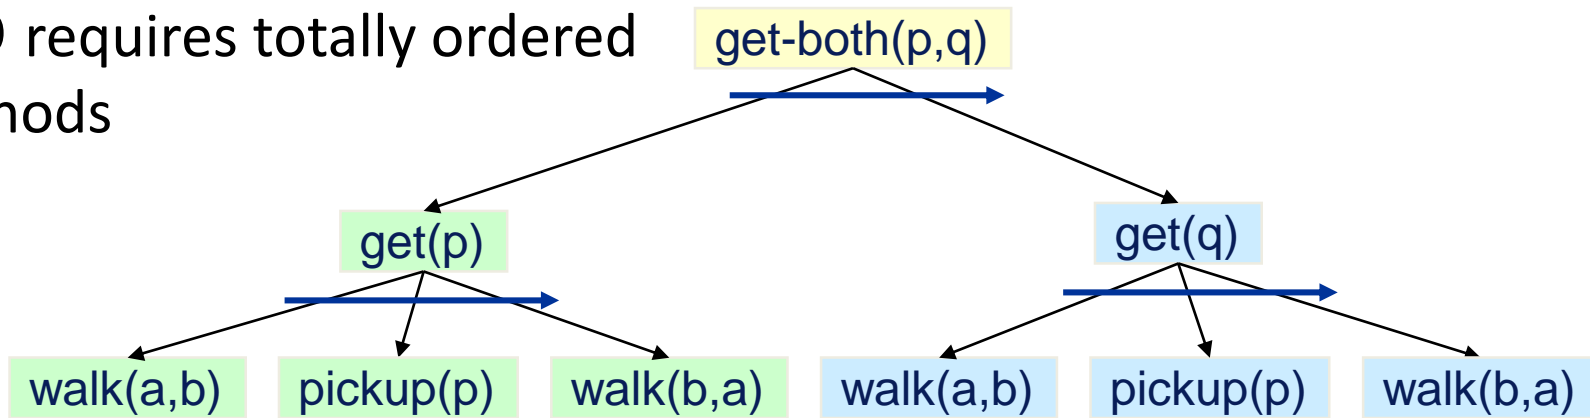 requires totally ordered
get-both(p,q)
get(p)
get(q)
walk(a,b) pickup(p) walk(b,a) walk(a,b) pickup(p) walk(b,a)